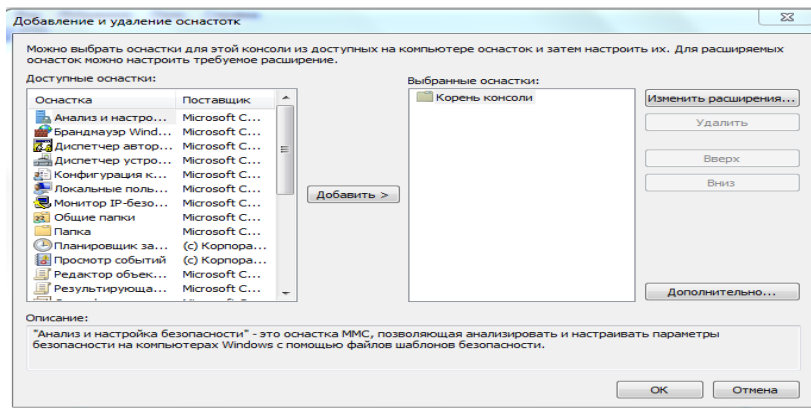 Добавление и удаление оснастотк
Можно выбрать оснастки для этой консоли из доступных на компьютере оснасток и затем настроить их. Для расширяемых
оснасток можно настроить требуемое расширение.
Доступные оснастки:
Выбранные оснастки:
Оснастка Поставщик
Анализ и настро... Microsoft C...
Брандмауэр Wind... Microsoft C...
Диспетчер автор... Microsoft C...
Диспетчер устро... Microsoft C...
Конфигурация к... Microsoft C...
Локальные поль... Microsoft C...
Монитор IP-безо... Microsoft C...
Общие папки Microsoft C...
Папка Microsoft C...
Планировщик за... (c) Корпора...
Просмотр событий (c) Корпора...
Редактор объек... Microsoft C...
Результирующа... Microsoft C...
Добавить >
Корень консоли
Изменить расширения...
Удалить
Вверх
Вниз
Дополнительно...
Описание:
"Анализ и настройка безопасности" - это оснастка MMC, позволяющая анализировать и настраивать параметры
безопасности на компьютерах Windows с помощью файлов шаблонов безопасности.
ОК Отмена